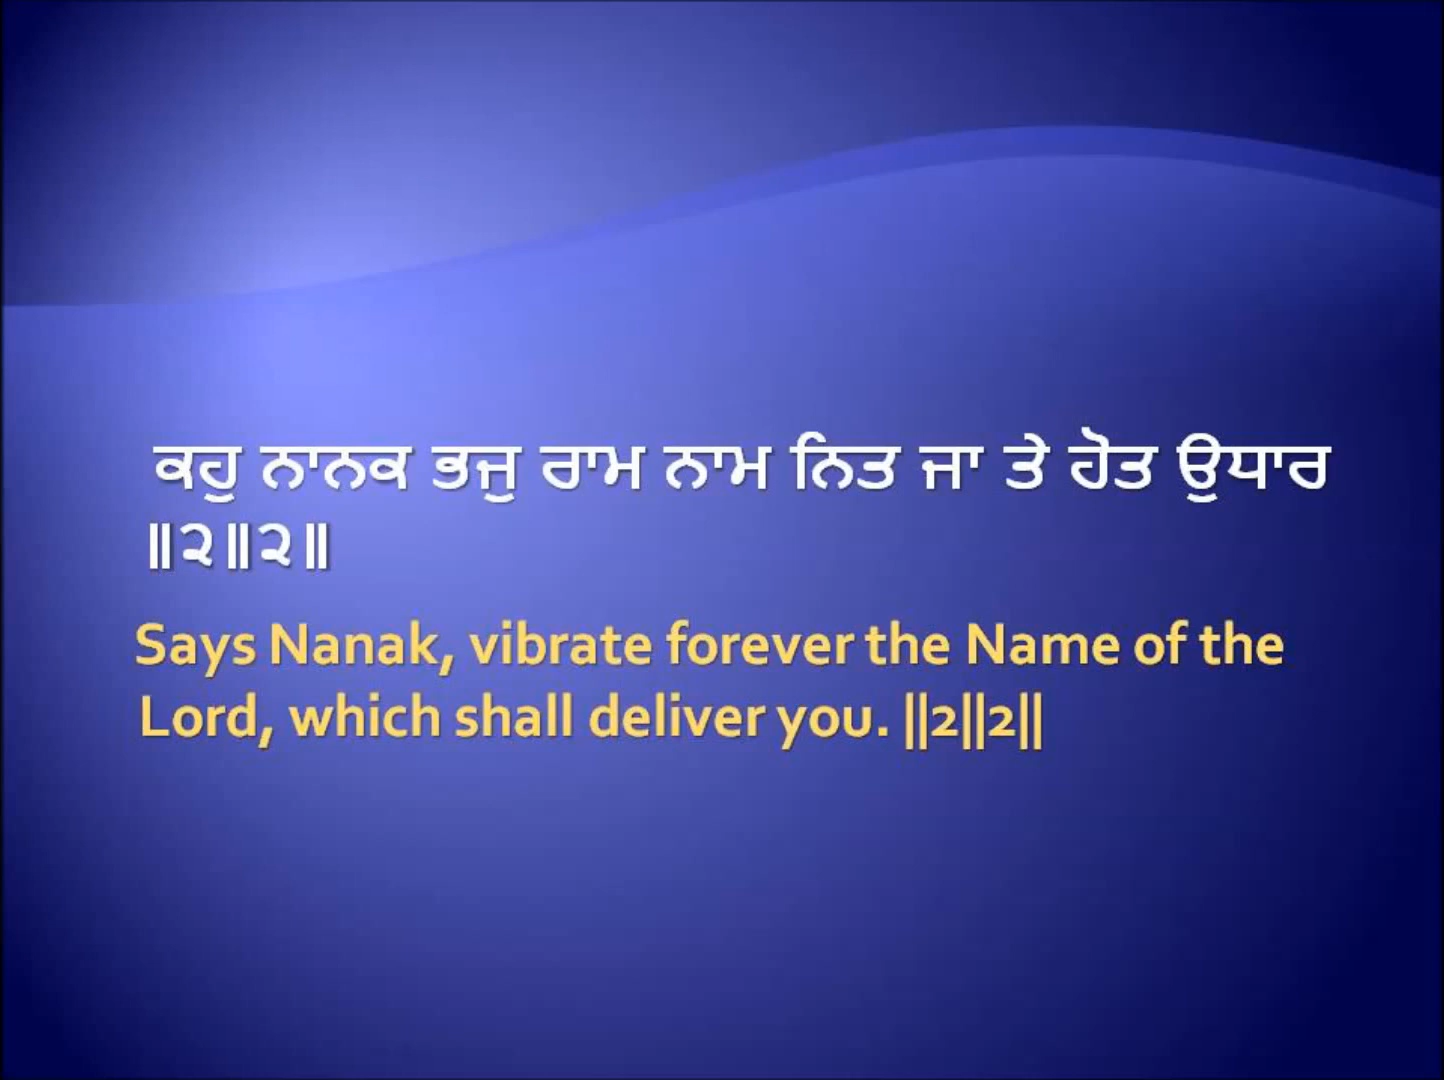 ਕਹੁ ਨਾਨਕ ਭਜੁ ਰਾਮ ਨਾਮ ਨਿਤ ਜਾ ਤੇ ਹੋਤ ਉਧਾਰ
॥੨॥੨॥
Says Nanak, vibrate forever the Name of the
Lord, which shall deliver you. ||2||2||